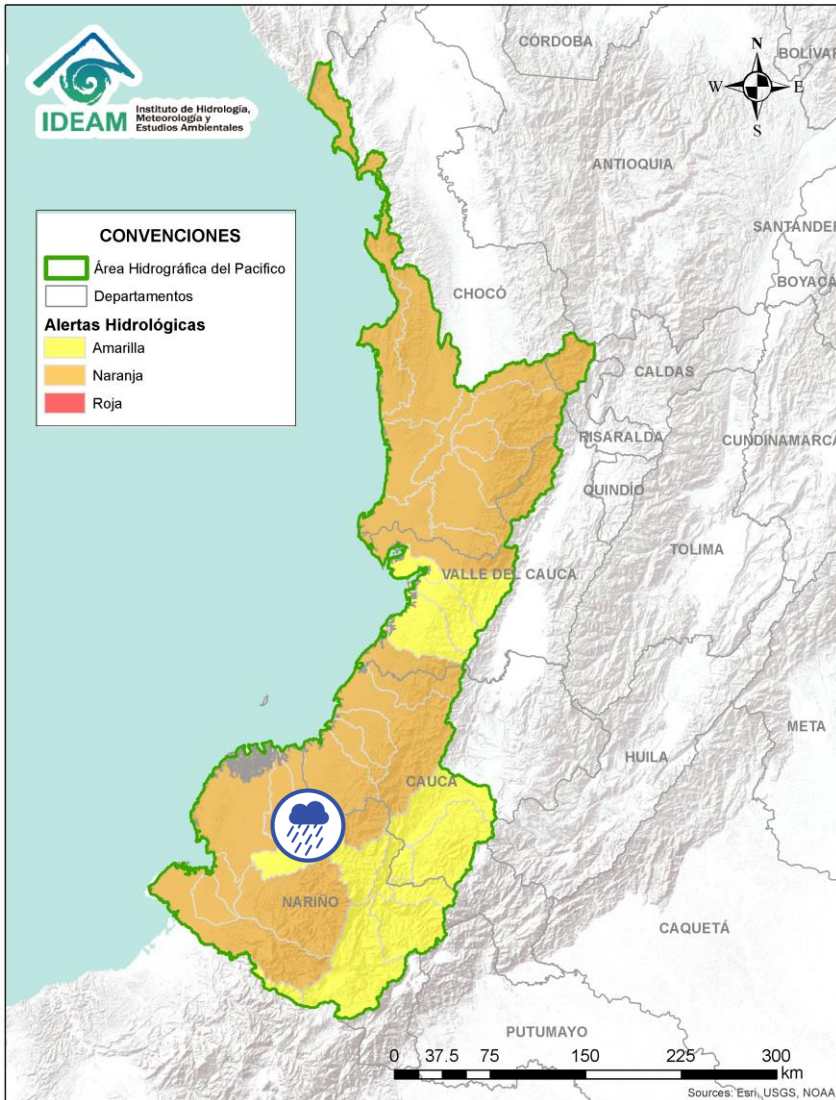 IDEAM
Instituto de Hidrología,
Meteorología y
Estudios Ambientales
CÓRDOBA
BOLÍVAR
N
W
E
S
ANTIOQUIA
SANTANDER
BOYACÁ
CONVENCIONES
Área Hidrográfica del Pacifico
Departamentos
Alertas Hidrológicas
Amarilla
Naranja
Roja
CHOCÓ
CALDAS
RISARALDA
CUNDINAMARCA
QUINDÍO
TOLIMA
VALLE DEL CAUCA
META
HUILA
CAUCA
NARIÑO
CAQUETÁ
PUTUMAYO
0 37.5 75 150 225 300
km
Sources: Esri, USGS, NOAA